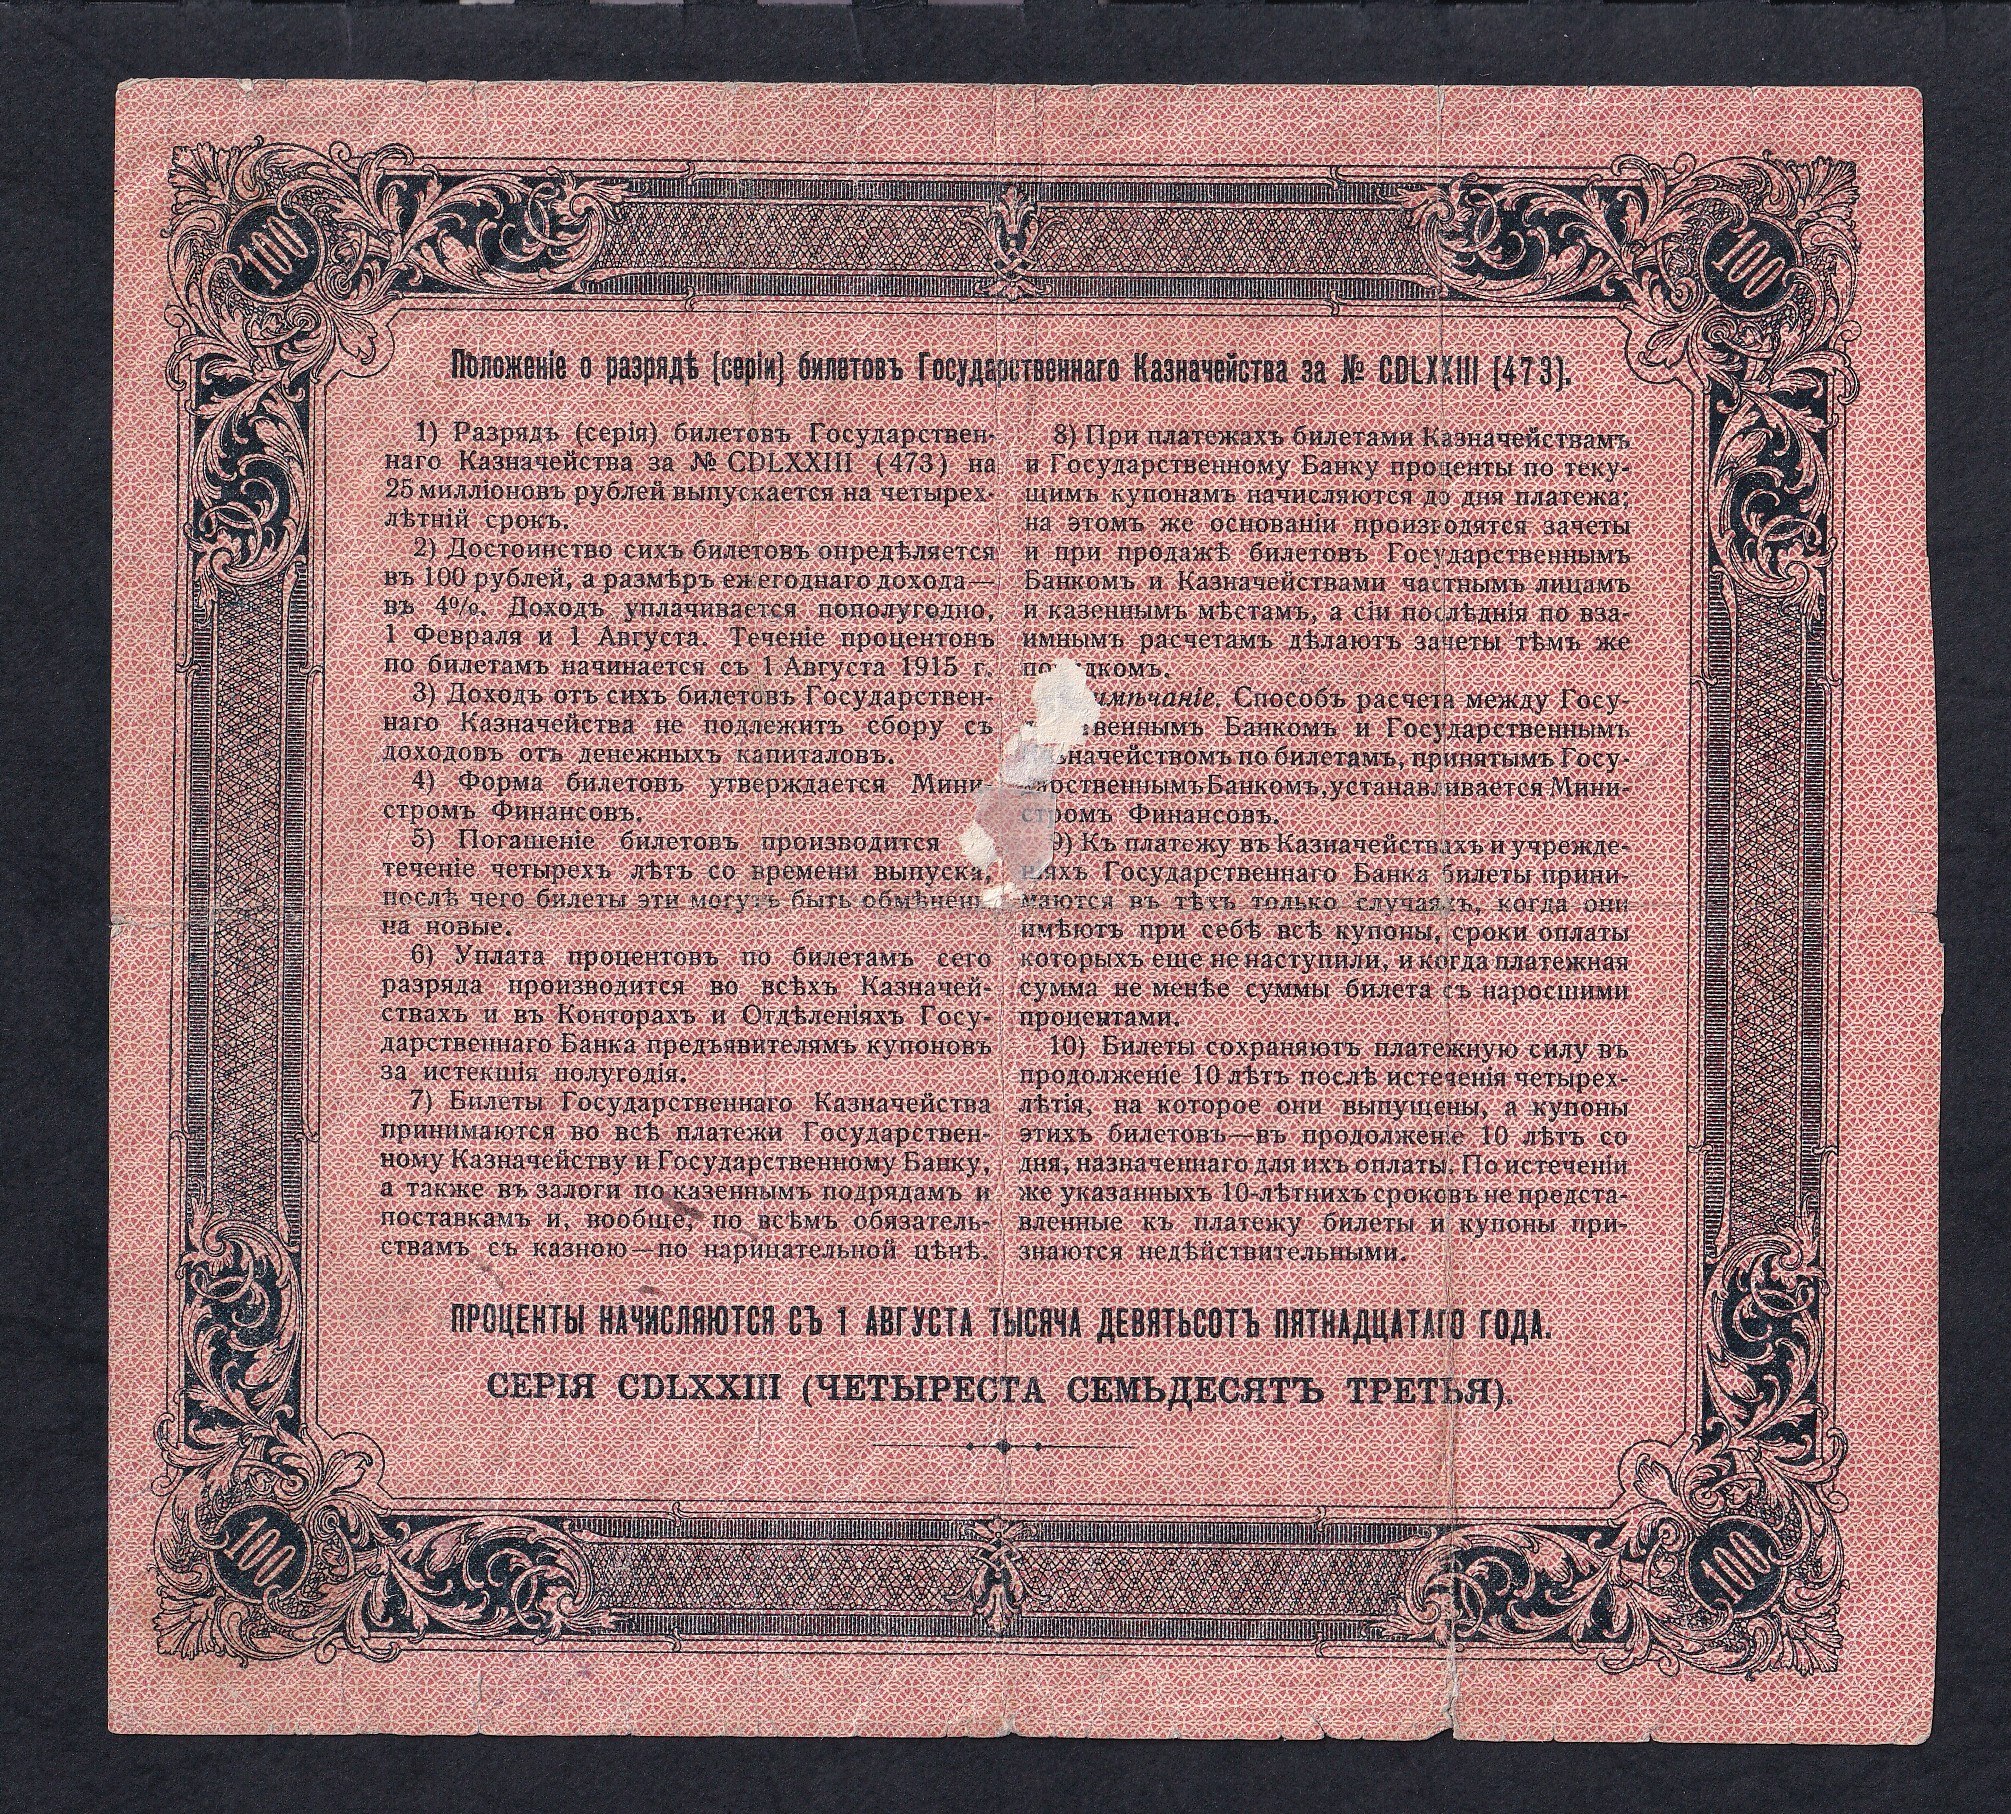 100
100
Положеніе о разрядѣ (серіи) билетовъ Государственнаго Казначейства за № CDLXXIII (473).
1) Разрядъ (серія) билетовъ Государствен-
наго Казначейства за № CDLXXIII (473) на
25 милліоновъ рублей выпускается на четырех-
лѣтній срокъ.
2) Достоинство сихъ билетовъ опредѣляется
въ 100 рублей, а размѣръ ежегоднаго дохода—
въ 4%. Доходъ уплачивается пополугодно,
1 Февраля и 1 Августа. Теченіе процентовъ
по билетамъ начинается съ 1 Августа 1915 г.
3) Доходъ отъ сихъ билетовъ Государствен-
наго Казначейства не подлежитъ сбору съ
доходовъ отъ денежныхъ капиталовъ.
4) Форма билетовъ утверждается Мини-
стромъ Финансовъ.
5) Погашеніе билетовъ производится
теченіе четырехъ лѣтъ со времени выпуска,
послѣ чего билеты эти могутъ быть обмѣнены
на новые.
6) Уплата процентовъ по билетамъ сего
разряда производится во всѣхъ Казначей-
ствахъ и въ Конторахъ и Отдѣленіяхъ Госу-
дарственнаго Банка предъявителямъ купоновъ
за истекшія полугодія.
7) Билеты Государственнаго Казначейства
принимаются во всѣ платежи Государствен-
ному Казначейству и Государственному Банку,
а также въ залоги по казеннымъ подрядамъ и
поставкамъ и, вообще, по всѣмъ обязатель-
ствамъ съ казною—по нарицательной цѣнѣ.
8) При платежахъ билетами Казначействамъ
и Государственному Банку проценты по теку-
щимъ купонамъ начисляются до дня платежа;
на этомъ же основаніи производятся зачеты
и при продажѣ билетовъ Государственнымъ
Банкомъ и Казначействами частнымъ лицамъ
и казеннымъ мѣстамъ, а сіи послѣднія по вза-
имнымъ расчетамъ дѣлаютъ зачеты тѣмъ же
по дкомъ.
имѣчаніе. Способъ расчета между Госу-
твеннымъ Банкомъ и Государственнымъ
значействомъ по билетамъ, принятымъ Госу-
рственнымъ Банкомъ, устанавливается Мини-
стромъ Финансовъ.
9) Къ платежу въ Казначействахъ и учрежде-
ніяхъ Государственнаго Банка билеты прини-
маются въ тѣхъ только случаяхъ, когда они
имѣютъ при себѣ всѣ купоны, сроки оплаты
которыхъ еще не наступили, и когда платежная
сумма не менѣе суммы билета съ наросшими
процентами.
10) Билеты сохраняютъ платежную силу въ
продолженіе 10 лѣтъ послѣ истеченія четырех-
лѣтія, на которое они выпущены, а купоны
этихъ билетовъ—въ продолженіе 10 лѣтъ со
дня, назначеннаго для ихъ оплаты. По истеченіи
же указанныхъ 10-лѣтнихъ сроковъ не предста-
вленные къ платежу билеты и купоны при-
знаются недѣйствительными.
ПРОЦЕНТЫ НАЧИСЛЯЮТСЯ СЪ 1 АВГУСТА ТЫСЯЧА ДЕВЯТЬСОТЪ ПЯТНАДЦАТАГО ГОДА.
СЕРІЯ CDLXXIII (ЧЕТЫРЕСТА СЕМЬДЕСЯТЪ ТРЕТЬЯ).
100
100